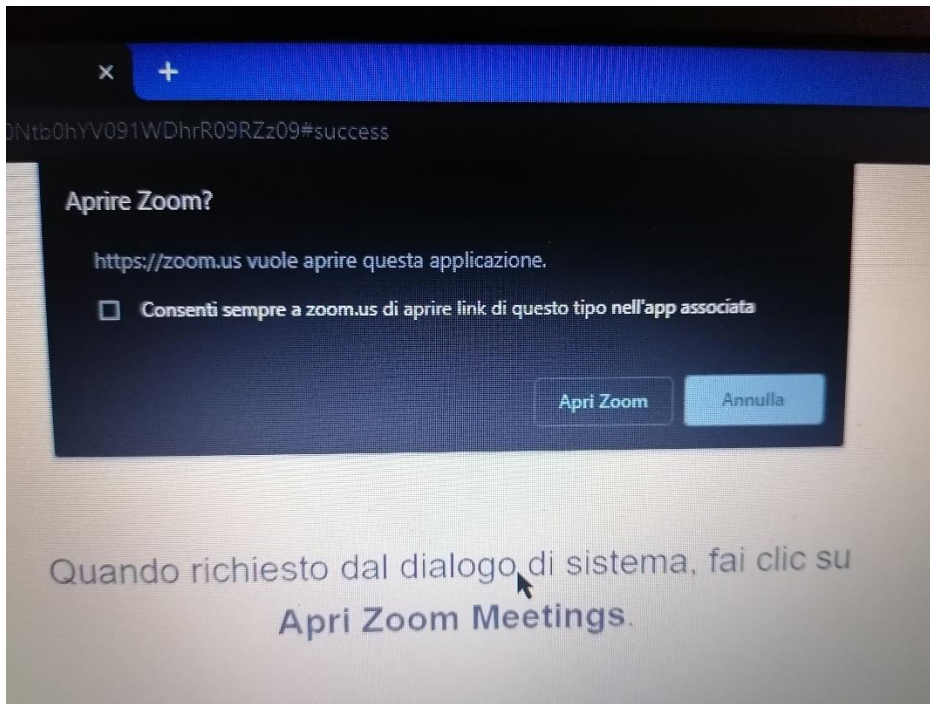 Ntb0hYV091WDhrR09RZz09#success
Aprire Zoom?
https://zoom.us vuole aprire questa applicazione.
Consenti sempre a zoom.us di aprire link di questo tipo nell'app associata
Apri Zoom
Annulla
Quando richiesto dal dialogo di sistema, fai clic su
Apri Zoom Meetings.